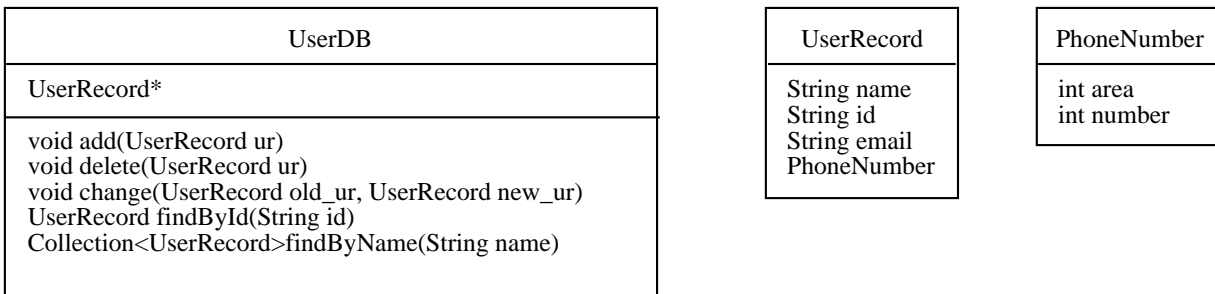 UserDB
UserRecord*
void add(UserRecord ur)
void delete(UserRecord ur)
void change(UserRecord old_ur, UserRecord new_ur)
UserRecord findById(String id)
Collection<UserRecord>findByName(String name)
UserRecord
String name
String id
String email
PhoneNumber
PhoneNumber
int area
int number